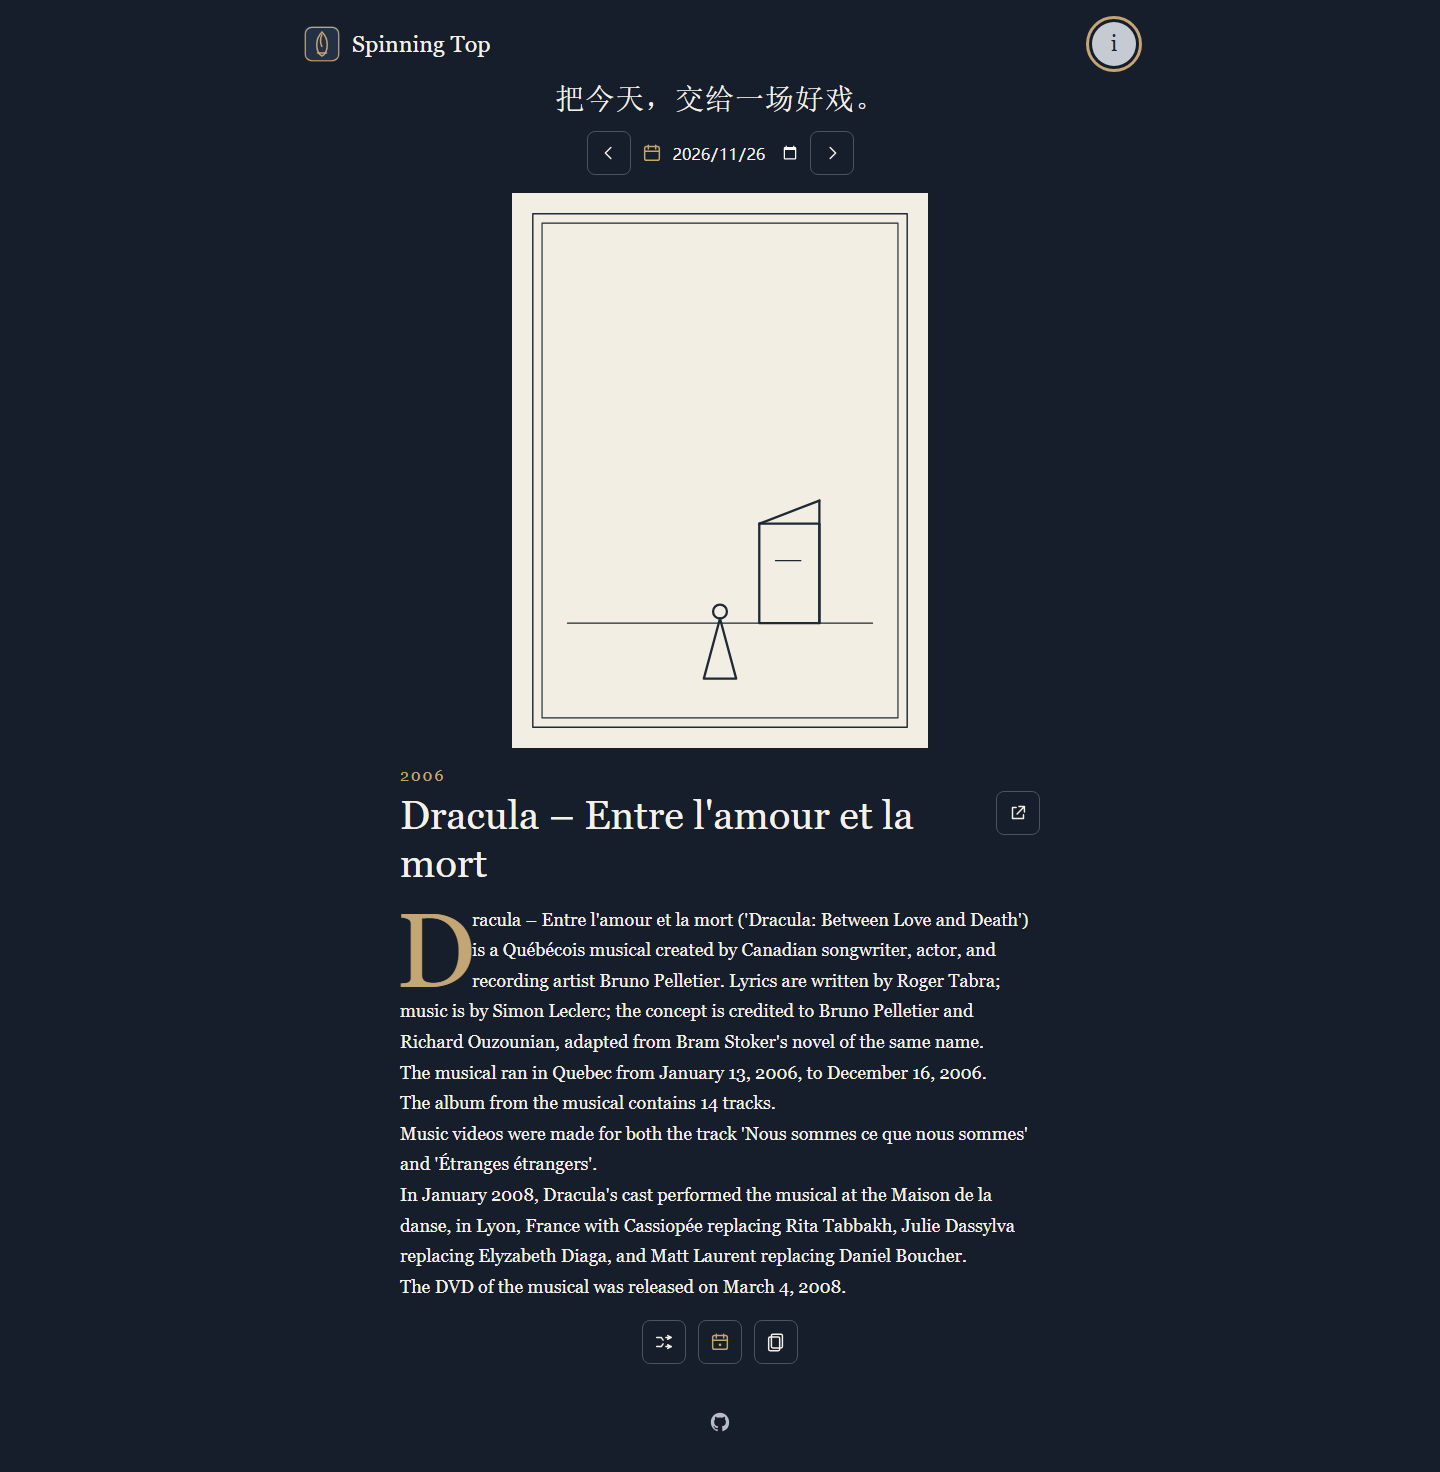 Spinning Top
i
把今天，交给一场好戏。
2026/11/26
2006
Dracula – Entre l'amour et la
mort
Dracula – Entre l'amour et la mort ('Dracula: Between Love and Death')
is a Québécois musical created by Canadian songwriter, actor, and
recording artist Bruno Pelletier. Lyrics are written by Roger Tabra;
music is by Simon Leclerc; the concept is credited to Bruno Pelletier and
Richard Ouzounian, adapted from Bram Stoker's novel of the same name.
The musical ran in Quebec from January 13, 2006, to December 16, 2006.
The album from the musical contains 14 tracks.
Music videos were made for both the track 'Nous sommes ce que nous sommes'
and 'Étranges étrangers'.
In January 2008, Dracula's cast performed the musical at the Maison de la
danse, in Lyon, France with Cassiopée replacing Rita Tabbakh, Julie Dassylva
replacing Elyzabeth Diaga, and Matt Laurent replacing Daniel Boucher.
The DVD of the musical was released on March 4, 2008.